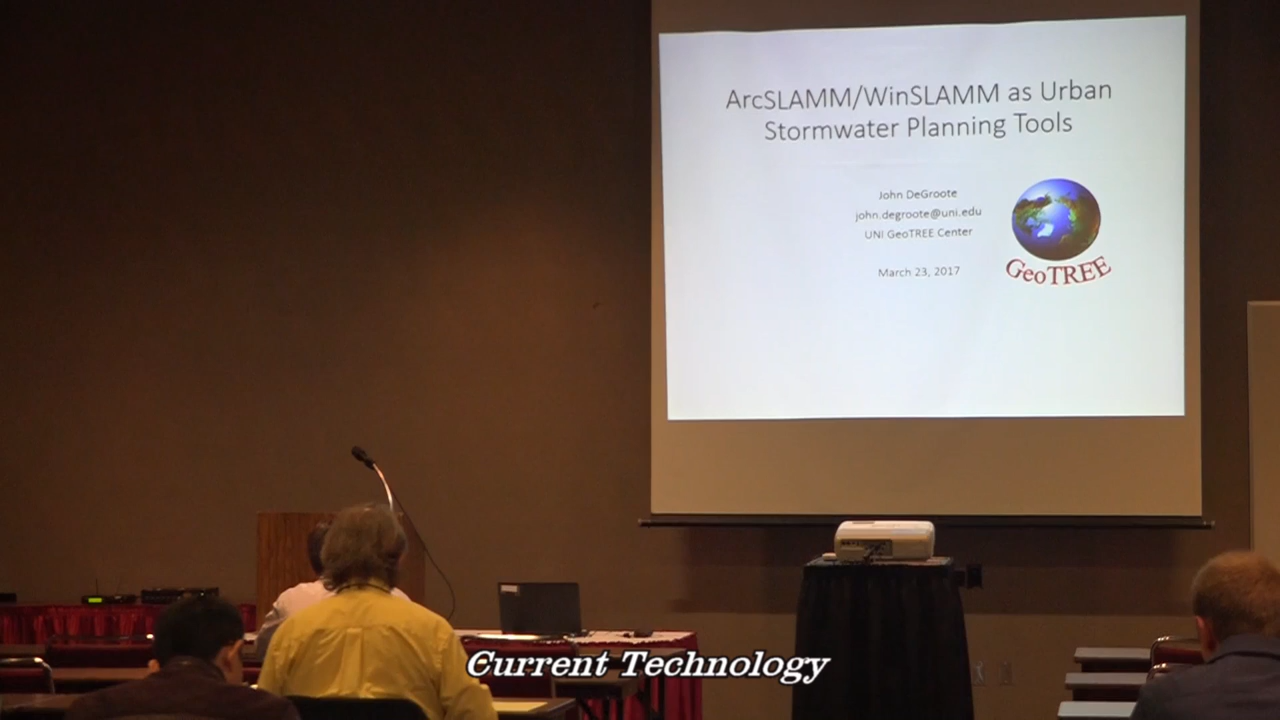 ArcSLAMM/WinSLAMM as Urban
Stormwater Planning Tools
John DeGroote
john.degroote@uni.edu
UNI GeoTREE Center
March 23, 2017
GeoTREE
Current Technology